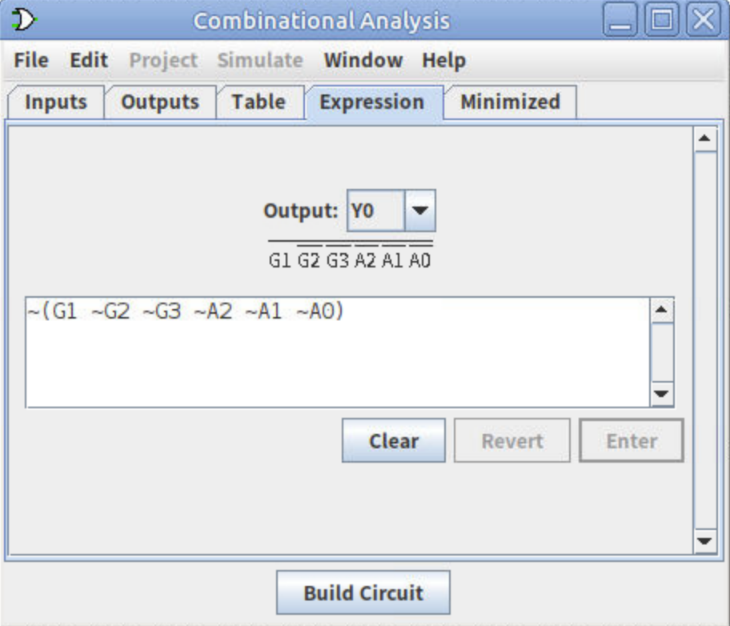 Combinational Analysis
File Edit Project Simulate Window Help
Inputs Outputs Table Expression Minimized
Output: Y0
G1 G2 G3 A2 A1 A0
~(G1 ~G2 ~G3 ~A2 ~A1 ~A0)
Clear Revert Enter
Build Circuit